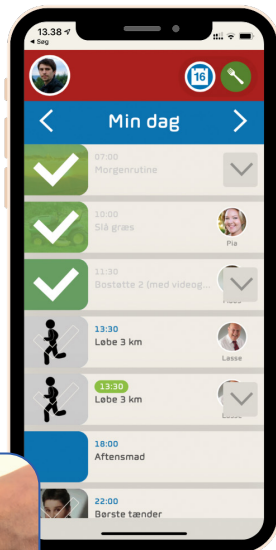 13.38
Søg
16
Min dag
07:00
Morgenrutine
10:00
Slå græs
Pia
11:30
Bostøtte 2 (med videog...
13:30
Løbe 3 km
Lasse
13:30
Løbe 3 km
18:00
Aftensmad
22:00
Børste tænder